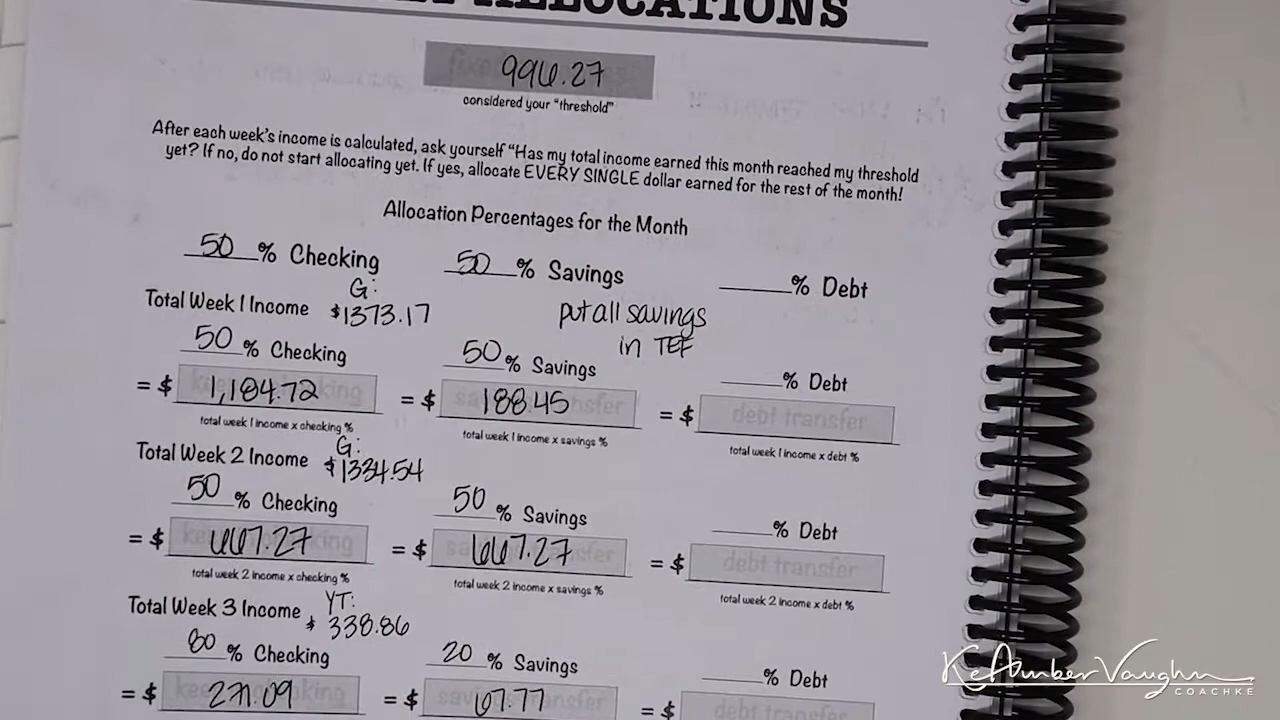 ALLOCATIONS
996.27
considered your "threshold"
After each week's income is calculated, ask yourself "Has my total income earned this month reached my threshold
yet? If no, do not start allocating yet. If yes, allocate EVERY SINGLE dollar earned for the rest of the month!
Allocation Percentages for the Month
50 % Checking 50 % Savings % Debt
G:
Total Week 1 Income $1373.17 put all savings
in TEF
50 % Checking 50 % Savings % Debt
= $ 1,184.72 = $ 188.45 = $ debt transfer
total week 1 income x checking % total week 1 income x savings % total week 1 income x debt %
G:
Total Week 2 Income $1334.54
50 % Checking 50 % Savings % Debt
= $ 667.27 = $ 667.27 = $ debt transfer
total week 2 income x checking % total week 2 income x savings % total week 2 income x debt %
YT:
Total Week 3 Income $ 338.86
80 % Checking 20 % Savings % Debt
= $ 271.09 = $ 67.77 = $ debt transfer
KeAmber Vaughn
COACHKE